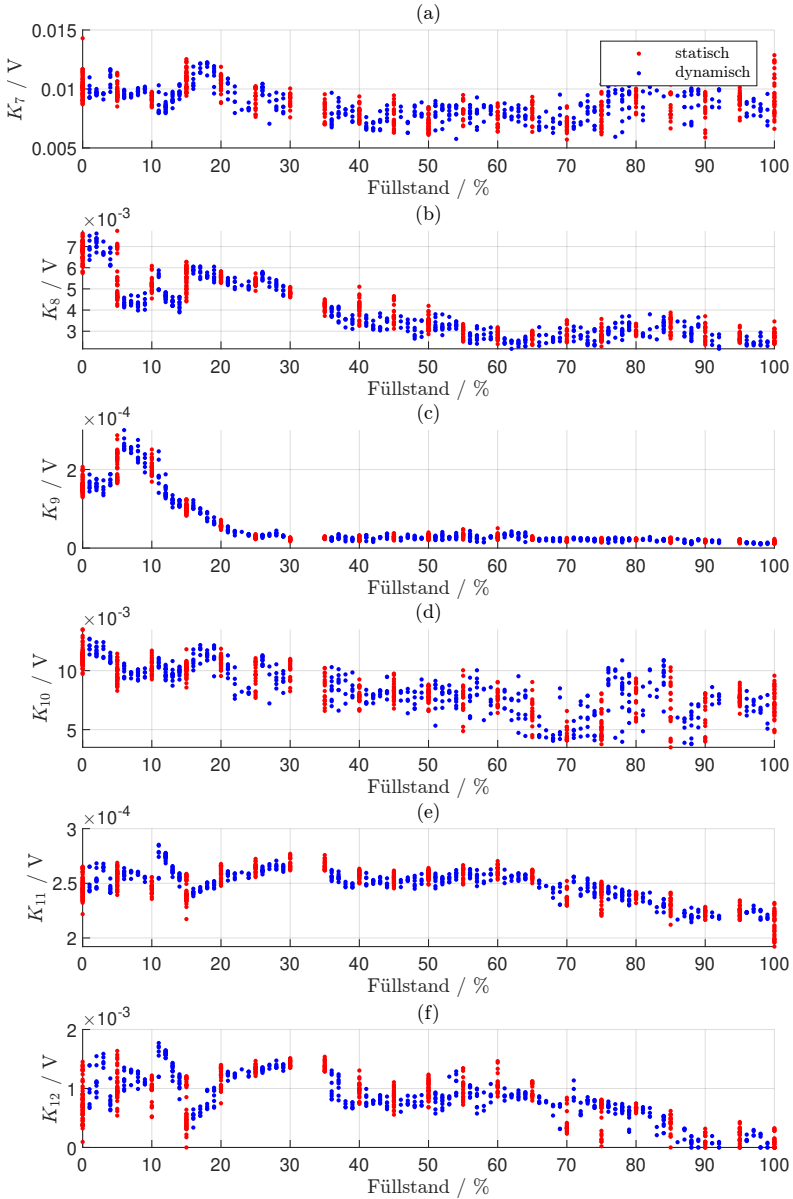 (a)
0.015
0.01
0.005
K7 / V
statisch
dynamisch
0 10 20 30 40 50 60 70 80 90 100
Füllstand / %
(b)
×10-3
7
6
5
4
3
K8 / V
0 10 20 30 40 50 60 70 80 90 100
Füllstand / %
(c)
×10-4
2
0
K9 / V
0 10 20 30 40 50 60 70 80 90 100
Füllstand / %
(d)
×10-3
10
5
K10 / V
0 10 20 30 40 50 60 70 80 90 100
Füllstand / %
(e)
×10-4
3
2.5
2
K11 / V
0 10 20 30 40 50 60 70 80 90 100
Füllstand / %
(f)
×10-3
2
1
0
K12 / V
0 10 20 30 40 50 60 70 80 90 100
Füllstand / %